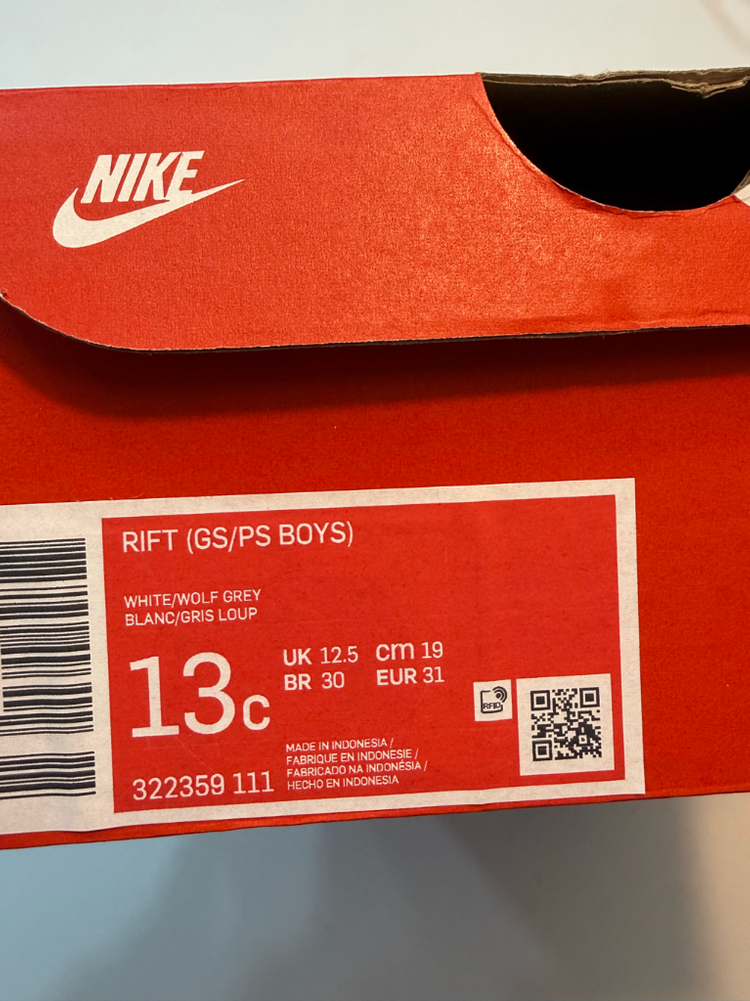 NIKE
RIFT (GS/PS BOYS)
WHITE/WOLF GREY
BLANC/GRIS LOUP
13C
UK 12.5 cm 19
BR 30 EUR 31
MADE IN INDONESIA /
FABRIQUE EN INDONESIE /
FABRICADO NA INDONÉSIA /
HECHO EN INDONESIA
322359 111
RFID